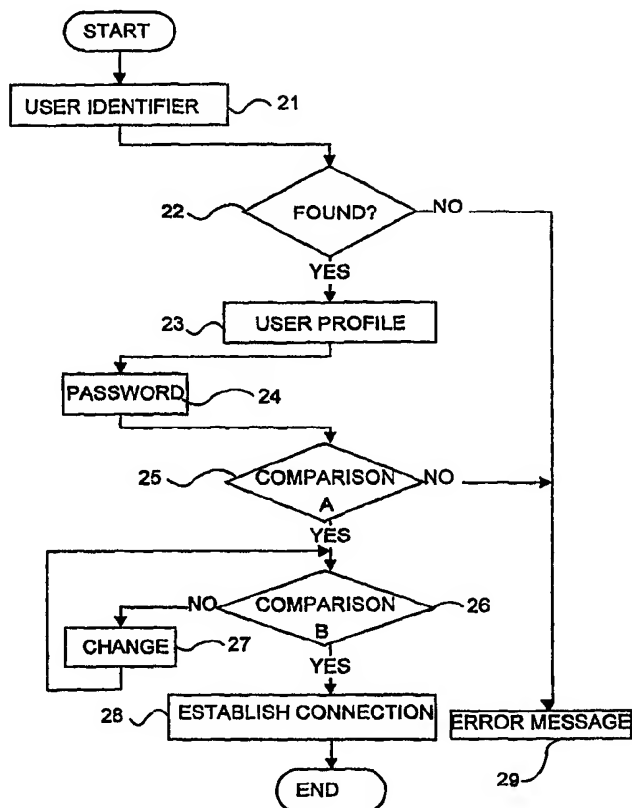 START
USER IDENTIFIER 21
22 FOUND? NO
YES
23 USER PROFILE
PASSWORD 24
25 COMPARISON NO
A
YES
NO COMPARISON 26
B
CHANGE 27
YES
28 ESTABLISH CONNECTION ERROR MESSAGE
29
END